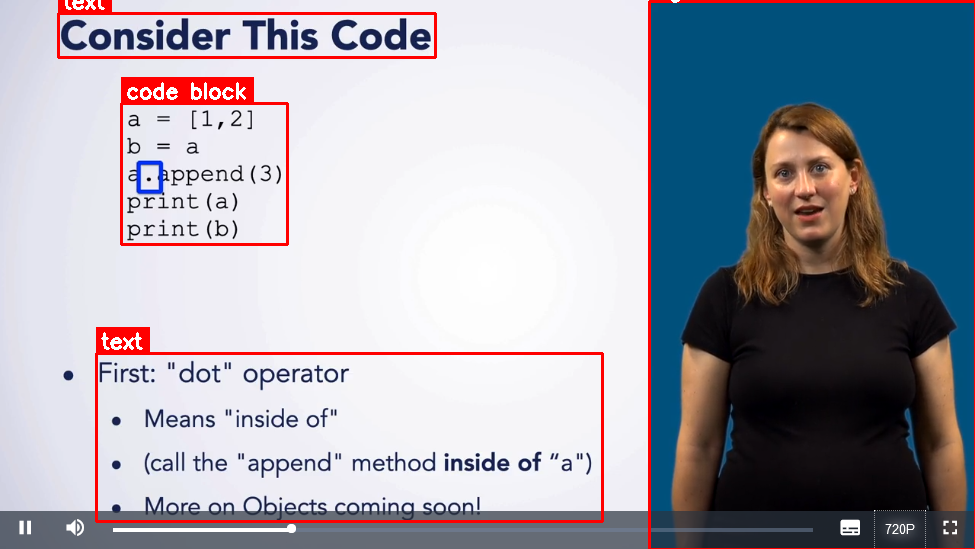 text
Consider This Code
code block
a = [1,2]
b = a
a.append(3)
print(a)
print(b)
text
• First: "dot" operator
• Means "inside of"
• (call the "append" method inside of “a")
• More on Objects coming soon!
720P